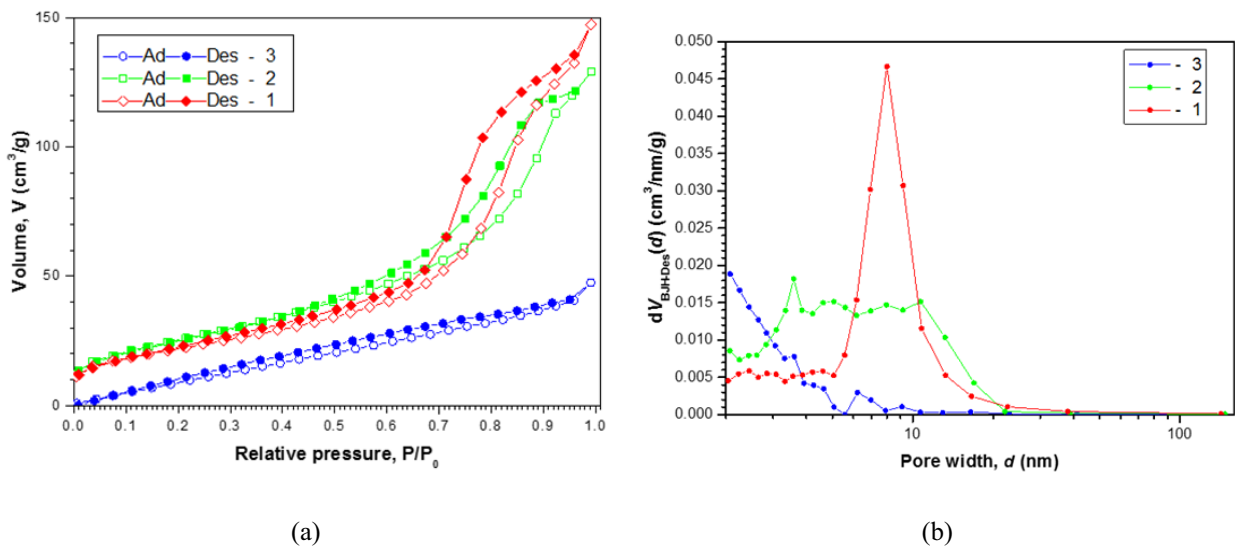 150
100
50
0
Volume, V (cm³/g)
Ad Des - 3
Ad Des - 2
Ad Des - 1
0.0 0.1 0.2 0.3 0.4 0.5 0.6 0.7 0.8 0.9 1.0
Relative pressure, P/P₀
(a)
0.050
0.045
0.040
0.035
0.030
0.025
0.020
0.015
0.010
0.005
0.000
dV_BJH-Des(d) (cm³/nm/g)
- 3
- 2
- 1
10 100
Pore width, d (nm)
(b)